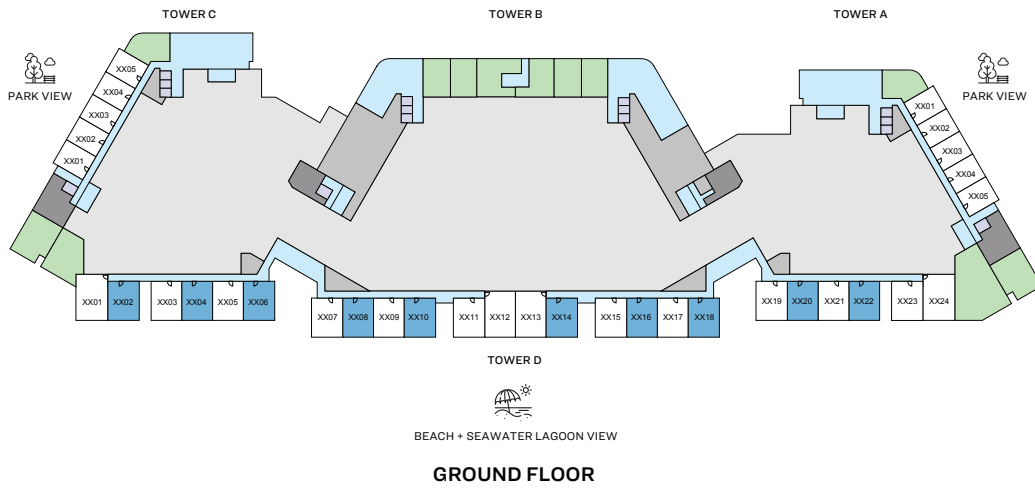 TOWER C
TOWER B
TOWER A
PARK VIEW
PARK VIEW
XX05
XX04
XX03
XX02
XX01
XX01
XX02
XX03
XX04
XX05
XX01
XX02
XX03
XX04
XX05
XX06
XX07
XX08
XX09
XX10
XX11
XX12
XX13
XX14
XX15
XX16
XX17
XX18
XX19
XX20
XX21
XX22
XX23
XX24
TOWER D
BEACH + SEAWATER LAGOON VIEW
GROUND FLOOR